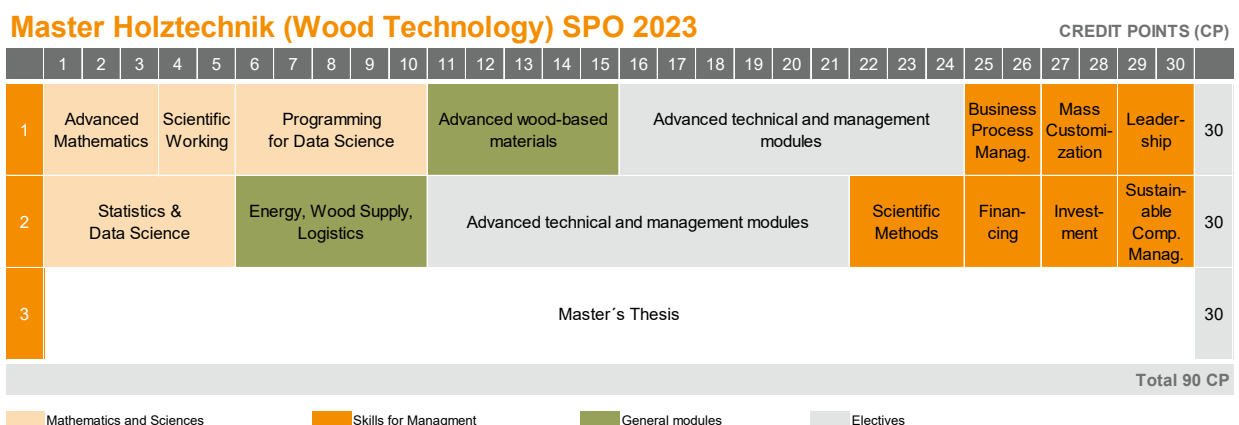 Master Holztechnik (Wood Technology) SPO 2023
CREDIT POINTS (CP)
1 2 3 4 5 6 7 8 9 10 11 12 13 14 15 16 17 18 19 20 21 22 23 24 25 26 27 28 29 30
1
Advanced
Mathematics
Scientific
Working
Programming
for Data Science
Advanced wood-based
materials
Advanced technical and management
modules
Business
Process
Manag.
Mass
Customi-
zation
Leader-
ship
30
2
Statistics &
Data Science
Energy, Wood Supply,
Logistics
Advanced technical and management modules
Scientific
Methods
Finan-
cing
Invest-
ment
Sustain-
able
Comp.
Manag.
30
3
Master´s Thesis
30
Total 90 CP
Mathematics and Sciences
Skills for Managment
General modules
Electives